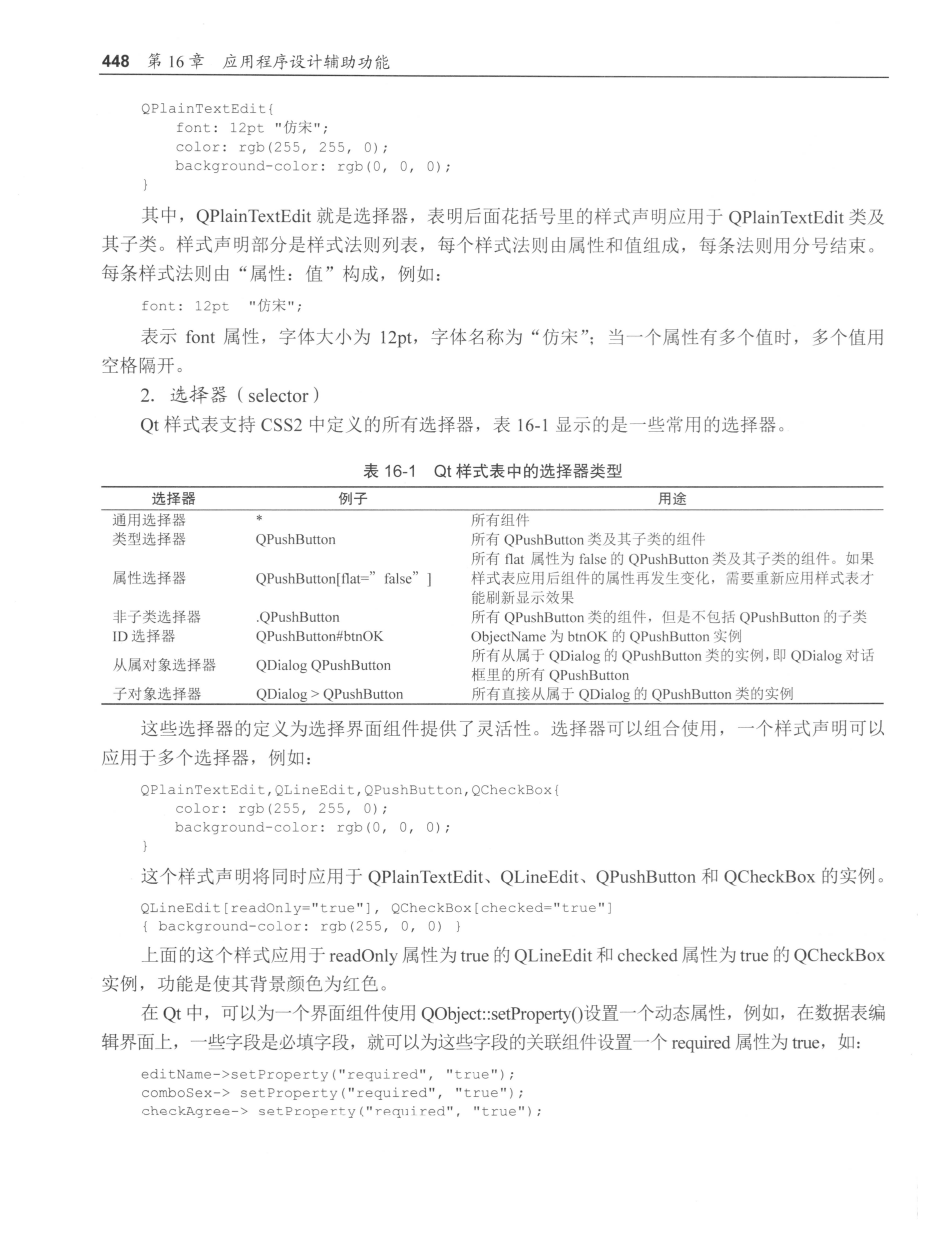 448 第 16 章 应用程序设计辅助功能
QPlainTextEdit{
font: 12pt "仿宋";
color: rgb(255, 255, 0);
background-color: rgb(0, 0, 0);
}
其中，QPlainTextEdit 就是选择器，表明后面花括号里的样式声明应用于 QPlainTextEdit 类及
其子类。样式声明部分是样式法则列表，每个样式法则由属性和值组成，每条法则用分号结束。
每条样式法则由“属性：值”构成，例如：
font: 12pt "仿宋";
表示 font 属性，字体大小为 12pt，字体名称为“仿宋”；当一个属性有多个值时，多个值用
空格隔开。
2．选择器（selector）
Qt 样式表支持 CSS2 中定义的所有选择器，表 16-1 显示的是一些常用的选择器。
表 16-1 Qt 样式表中的选择器类型
选择器 例子 用途
通用选择器 * 所有组件
类型选择器 QPushButton 所有 QPushButton 类及其子类的组件
所有 flat 属性为 false 的 QPushButton 类及其子类的组件。如果
属性选择器 QPushButton[flat=” false” ] 样式表应用后组件的属性再发生变化，需要重新应用样式表才
能刷新显示效果
非子类选择器 .QPushButton 所有 QPushButton 类的组件，但是不包括 QPushButton 的子类
ID 选择器 QPushButton#btnOK ObjectName 为 btnOK 的 QPushButton 实例
从属对象选择器 QDialog QPushButton 所有从属于 QDialog 的 QPushButton 类的实例，即 QDialog 对话
框里的所有 QPushButton
子对象选择器 QDialog > QPushButton 所有直接从属于 QDialog 的 QPushButton 类的实例
这些选择器的定义为选择界面组件提供了灵活性。选择器可以组合使用，一个样式声明可以
应用于多个选择器，例如：
QPlainTextEdit,QLineEdit,QPushButton,QCheckBox{
color: rgb(255, 255, 0);
background-color: rgb(0, 0, 0);
}
这个样式声明将同时应用于 QPlainTextEdit、QLineEdit、QPushButton 和 QCheckBox 的实例。
QLineEdit[readOnly="true"], QCheckBox[checked="true"]
{ background-color: rgb(255, 0, 0) }
上面的这个样式应用于 readOnly 属性为 true 的 QLineEdit 和 checked 属性为 true 的 QCheckBox
实例，功能是使其背景颜色为红色。
在 Qt 中，可以为一个界面组件使用 QObject::setProperty()设置一个动态属性，例如，在数据表编
辑界面上，一些字段是必填字段，就可以为这些字段的关联组件设置一个 required 属性为 true，如：
editName->setProperty("required", "true");
comboSex-> setProperty("required", "true");
checkAgree-> setProperty("required", "true");